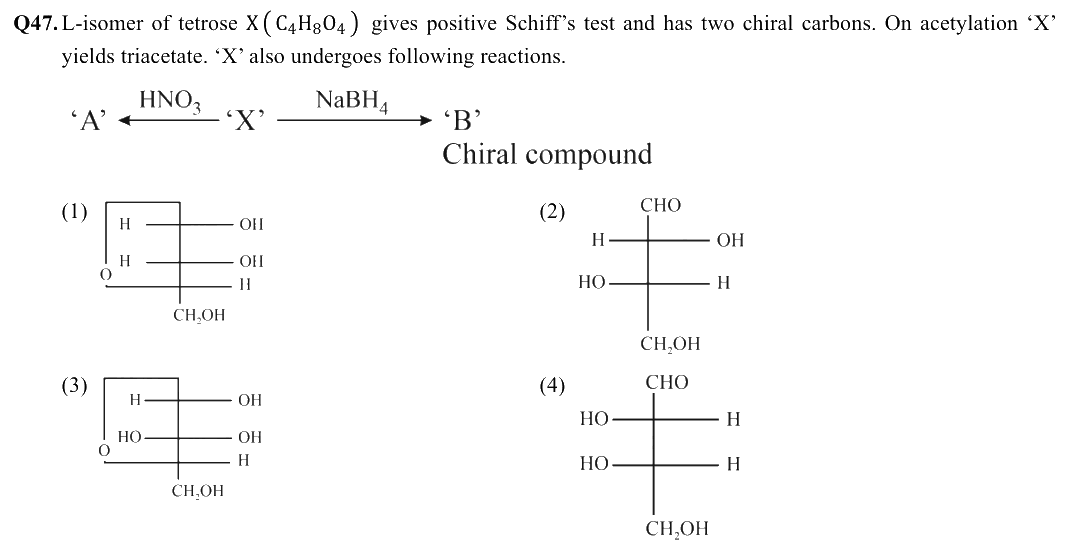 Q47. L-isomer of tetrose X(C₄H₈O₄) gives positive Schiff's test and has two chiral carbons. On acetylation 'X'
yields triacetate. 'X' also undergoes following reactions.
'A' ← HNO₃ 'X' NaBH₄ → 'B'
Chiral compound
(1)
H OH
H OH
O H
CH₂OH
(2)
CHO
H OH
HO H
CH₂OH
(3)
H OH
HO OH
O H
CH₂OH
(4)
CHO
HO H
HO H
CH₂OH